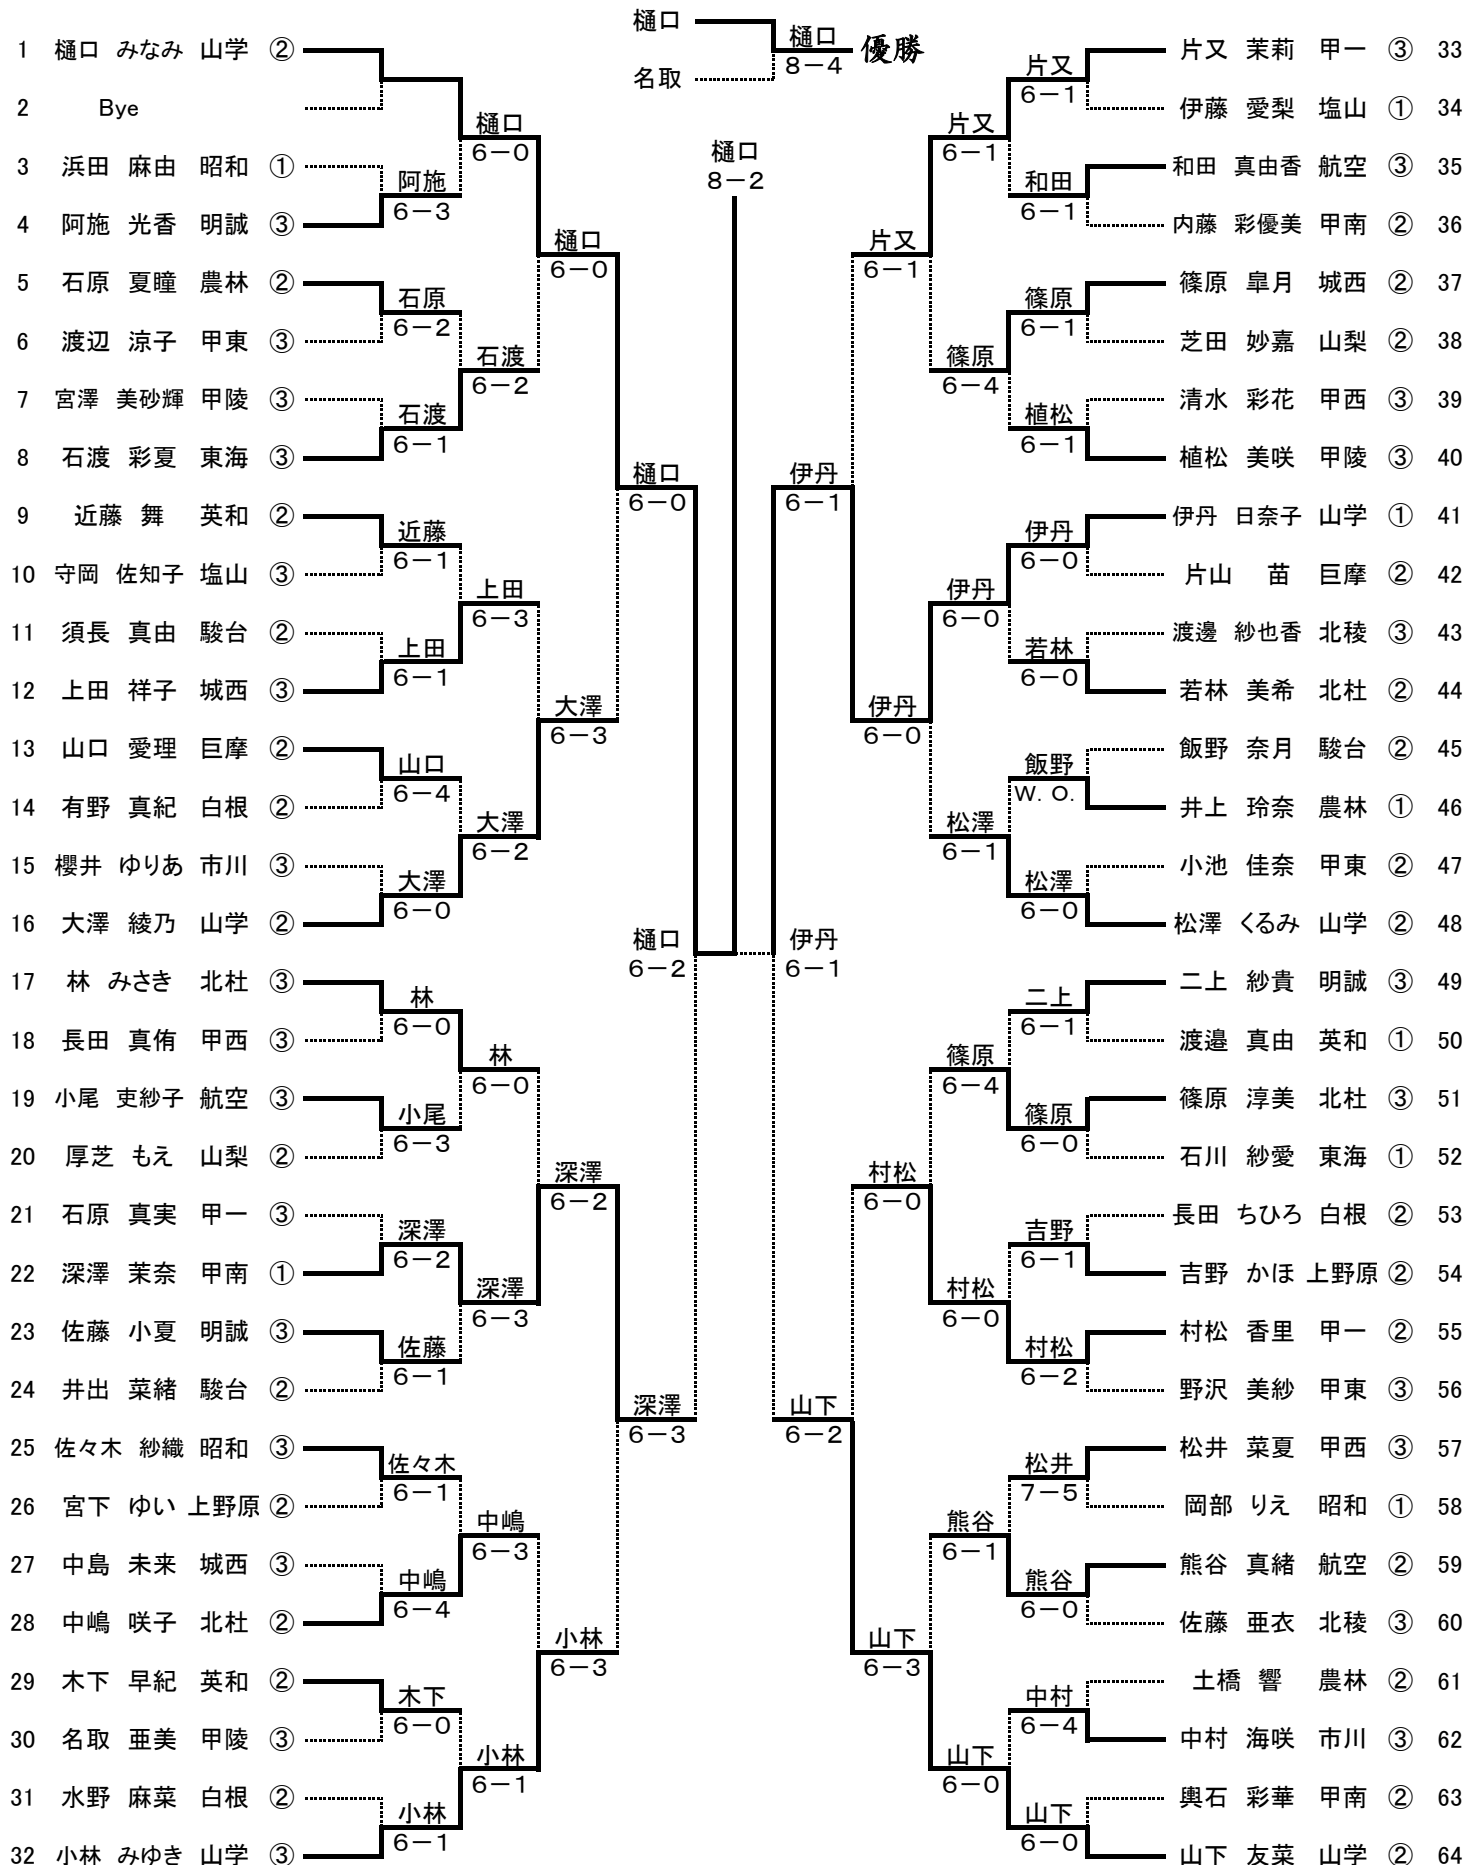 樋口
樋口
8－4
優勝
名取
1 樋口 みなみ 山学 ②
2 Bye
樋口
6－0
3 浜田 麻由 昭和 ①
阿施
6－3
4 阿施 光香 明誠 ③
樋口
6－0
5 石原 夏瞳 農林 ②
石原
6－2
6 渡辺 涼子 甲東 ③
石渡
6－2
7 宮澤 美砂輝 甲陵 ③
石渡
6－1
8 石渡 彩夏 東海 ③
樋口
6－0
9 近藤 舞 英和 ②
近藤
6－1
10 守岡 佐知子 塩山 ③
上田
6－3
11 須長 真由 駿台 ②
上田
6－1
12 上田 祥子 城西 ③
大澤
6－3
13 山口 愛理 巨摩 ②
山口
6－4
14 有野 真紀 白根 ②
大澤
6－2
15 櫻井 ゆりあ 市川 ③
大澤
6－0
16 大澤 綾乃 山学 ②
樋口
6－2
17 林 みさき 北杜 ③
林
6－0
18 長田 真侑 甲西 ③
林
6－0
19 小尾 吏紗子 航空 ③
小尾
6－3
20 厚芝 もえ 山梨 ②
深澤
6－2
21 石原 真実 甲一 ③
深澤
6－2
22 深澤 茉奈 甲南 ①
深澤
6－3
23 佐藤 小夏 明誠 ③
佐藤
6－1
24 井出 菜緒 駿台 ②
深澤
6－3
25 佐々木 紗織 昭和 ③
佐々木
6－1
26 宮下 ゆい 上野原 ②
中嶋
6－3
27 中島 未来 城西 ③
中嶋
6－4
28 中嶋 咲子 北杜 ②
小林
6－3
29 木下 早紀 英和 ②
木下
6－0
30 名取 亜美 甲陵 ③
小林
6－1
31 水野 麻菜 白根 ②
小林
6－1
32 小林 みゆき 山学 ③
樋口
8－2
片又 茉莉 甲一 ③ 33
片又
6－1
伊藤 愛梨 塩山 ① 34
片又
6－1
和田 真由香 航空 ③ 35
和田
6－1
内藤 彩優美 甲南 ② 36
片又
6－1
篠原 皐月 城西 ② 37
篠原
6－1
芝田 妙嘉 山梨 ② 38
篠原
6－4
清水 彩花 甲西 ③ 39
植松
6－1
植松 美咲 甲陵 ③ 40
伊丹
6－1
伊丹 日奈子 山学 ① 41
伊丹
6－0
片山 苗 巨摩 ② 42
伊丹
6－0
渡邊 紗也香 北稜 ③ 43
若林
6－0
若林 美希 北杜 ② 44
伊丹
6－0
飯野 奈月 駿台 ② 45
飯野
W. O.
井上 玲奈 農林 ① 46
松澤
6－1
小池 佳奈 甲東 ② 47
松澤
6－0
松澤 くるみ 山学 ② 48
伊丹
6－1
二上 紗貴 明誠 ③ 49
二上
6－1
渡邉 真由 英和 ① 50
篠原
6－4
篠原 淳美 北杜 ③ 51
篠原
6－0
石川 紗愛 東海 ① 52
村松
6－0
長田 ちひろ 白根 ② 53
吉野
6－1
吉野 かほ 上野原 ② 54
村松
6－0
村松 香里 甲一 ② 55
村松
6－2
野沢 美紗 甲東 ③ 56
山下
6－2
松井 菜夏 甲西 ③ 57
松井
7－5
岡部 りえ 昭和 ① 58
熊谷
6－1
熊谷 真緒 航空 ② 59
熊谷
6－0
佐藤 亜衣 北稜 ③ 60
山下
6－3
土橋 響 農林 ② 61
中村
6－4
中村 海咲 市川 ③ 62
山下
6－0
輿石 彩華 甲南 ② 63
山下
6－0
山下 友菜 山学 ② 64